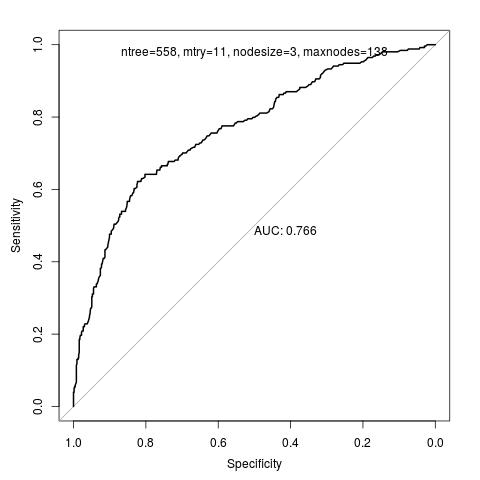 ntree=558, mtry=11, nodesize=3, maxnodes=138
AUC: 0.766
Sensitivity
1.0
0.8
0.6
0.4
0.2
0.0
1.0 0.8 0.6 0.4 0.2 0.0
Specificity